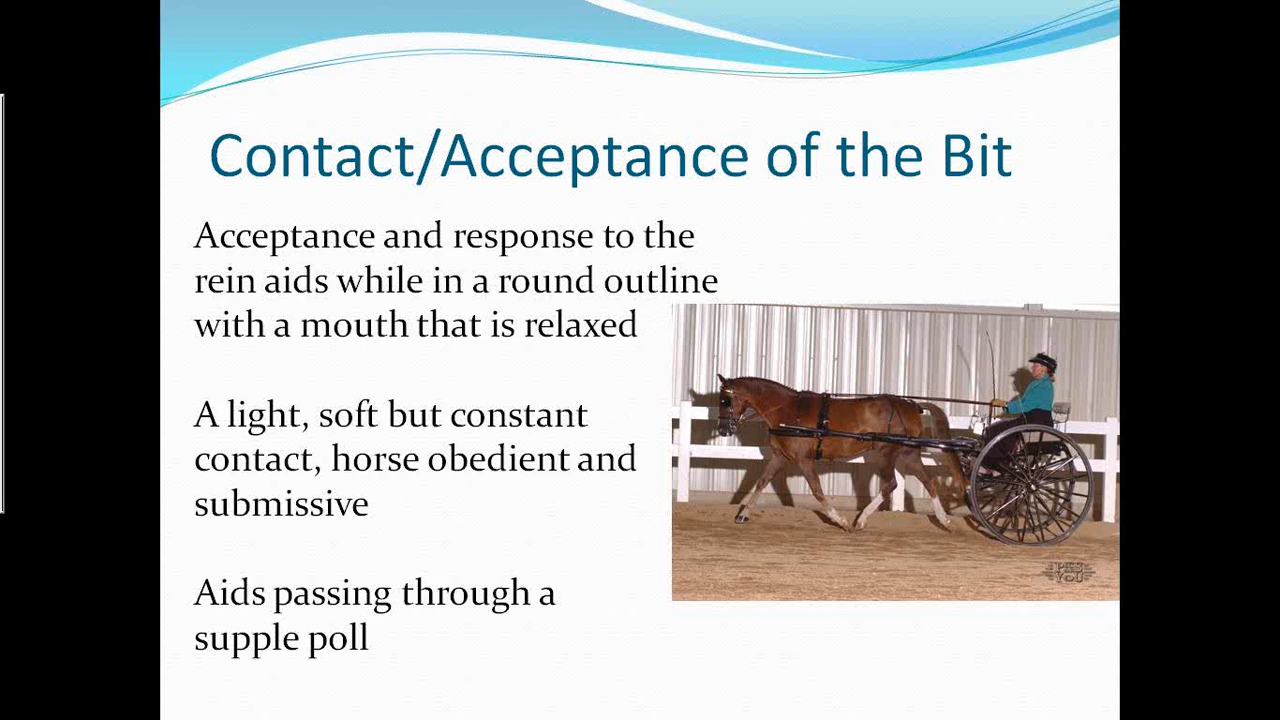 Contact/Acceptance of the Bit
Acceptance and response to the
rein aids while in a round outline
with a mouth that is relaxed
A light, soft but constant
contact, horse obedient and
submissive
Aids passing through a
supple poll